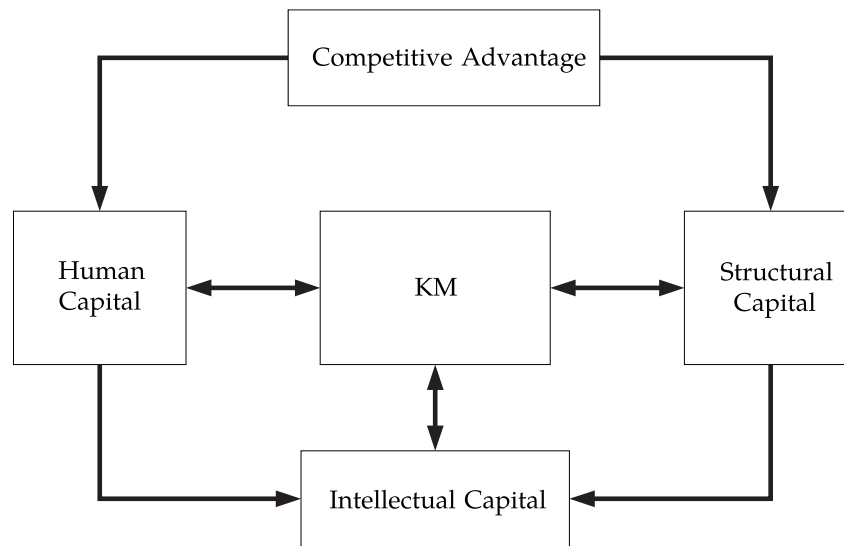 Competitive Advantage
Human
Capital
KM
Structural
Capital
Intellectual Capital